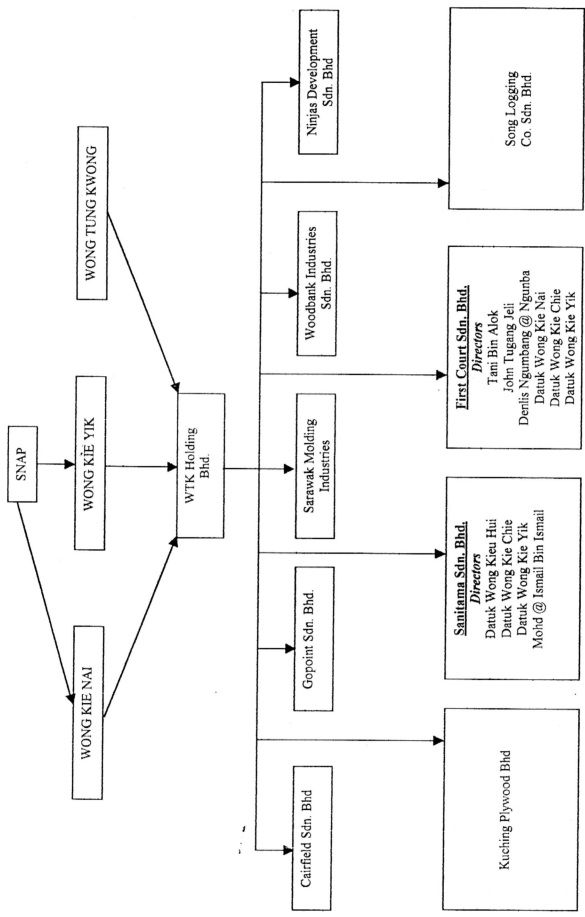 SNAP
WONG KIE NAI
WONG KIE YIK
WONG TUNG KWONG
WTK Holding
Bhd.
Cairfield Sdn. Bhd
Gopoint Sdn. Bhd.
Sarawak Molding
Industries
Woodbank Industries
Sdn. Bhd.
Ninjas Development
Sdn. Bhd
Kuching Plywood Bhd
Sanitama Sdn. Bhd.
Directors
Datuk Wong Kieu Hui
Datuk Wong Kie Chie
Datuk Wong Kie Yik
Mohd @ Ismail Bin Ismail
First Court Sdn. Bhd.
Directors
Tani Bin Alok
John Tugang Jeli
Denlis Ngumbang @ Ngunba
Datuk Wong Kie Nai
Datuk Wong Kie Chie
Datuk Wong Kie Yik
Song Logging
Co. Sdn. Bhd.